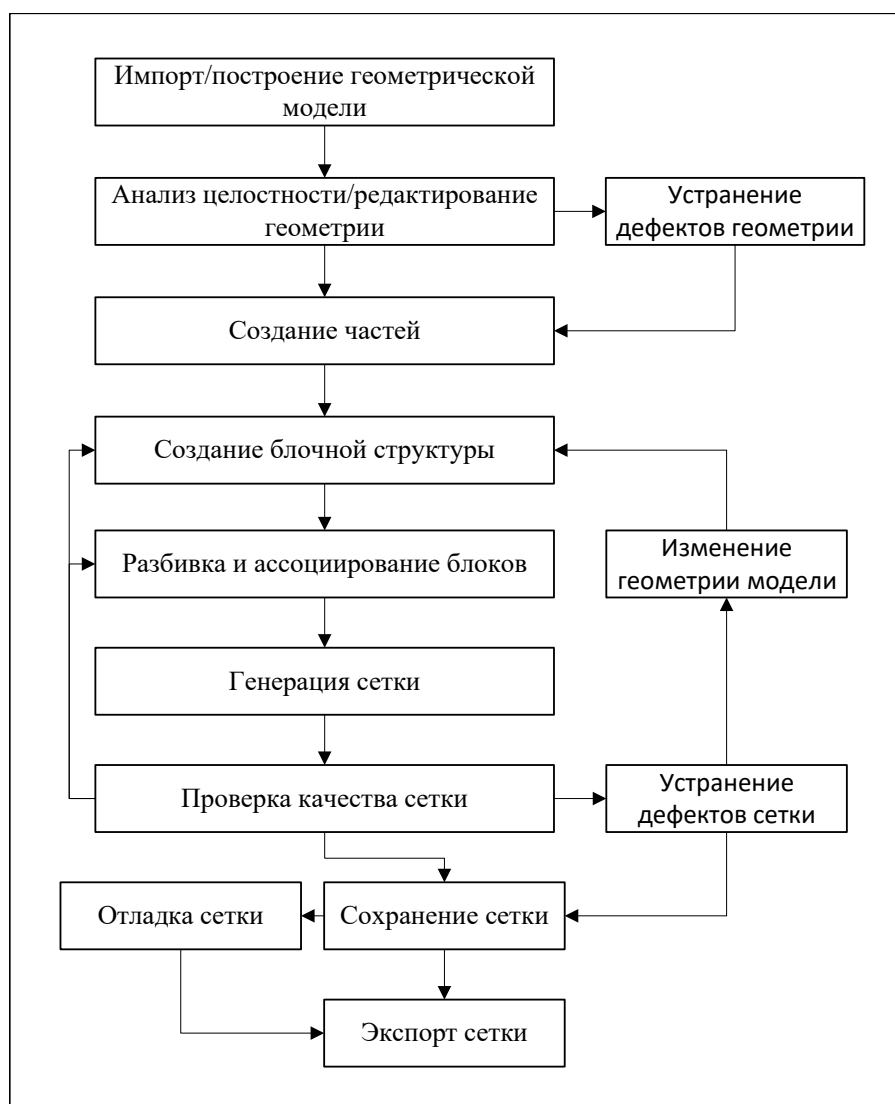 Импорт/построение геометрической
модели
Анализ целостности/редактирование
геометрии
Устранение
дефектов геометрии
Создание частей
Создание блочной структуры
Разбивка и ассоциирование блоков
Изменение
геометрии модели
Генерация сетки
Проверка качества сетки
Устранение
дефектов сетки
Отладка сетки
Сохранение сетки
Экспорт сетки